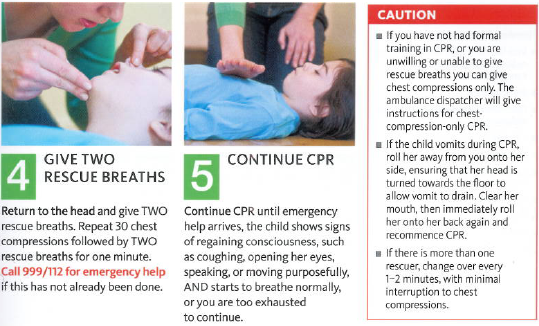 4
GIVE TWO
RESCUE BREATHS
Return to the head and give TWO
rescue breaths. Repeat 30 chest
compressions followed by TWO
rescue breaths for one minute.
Call 999/112 for emergency help
if this has not already been done.
5
CONTINUE CPR
Continue CPR until emergency
help arrives, the child shows signs
of regaining consciousness, such
as coughing, opening her eyes,
speaking, or moving purposefully,
AND starts to breathe normally,
or you are too exhausted
to continue.
CAUTION
■ If you have not had formal
training in CPR, or you are
unwilling or unable to give
rescue breaths you can give
chest compressions only. The
ambulance dispatcher will give
instructions for chest-
compression-only CPR.
■ If the child vomits during CPR,
roll her away from you onto her
side, ensuring that her head is
turned towards the floor to
allow vomit to drain. Clear her
mouth, then immediately roll
her onto her back again and
recommence CPR.
■ If there is more than one
rescuer, change over every
1–2 minutes, with minimal
interruption to chest
compressions.